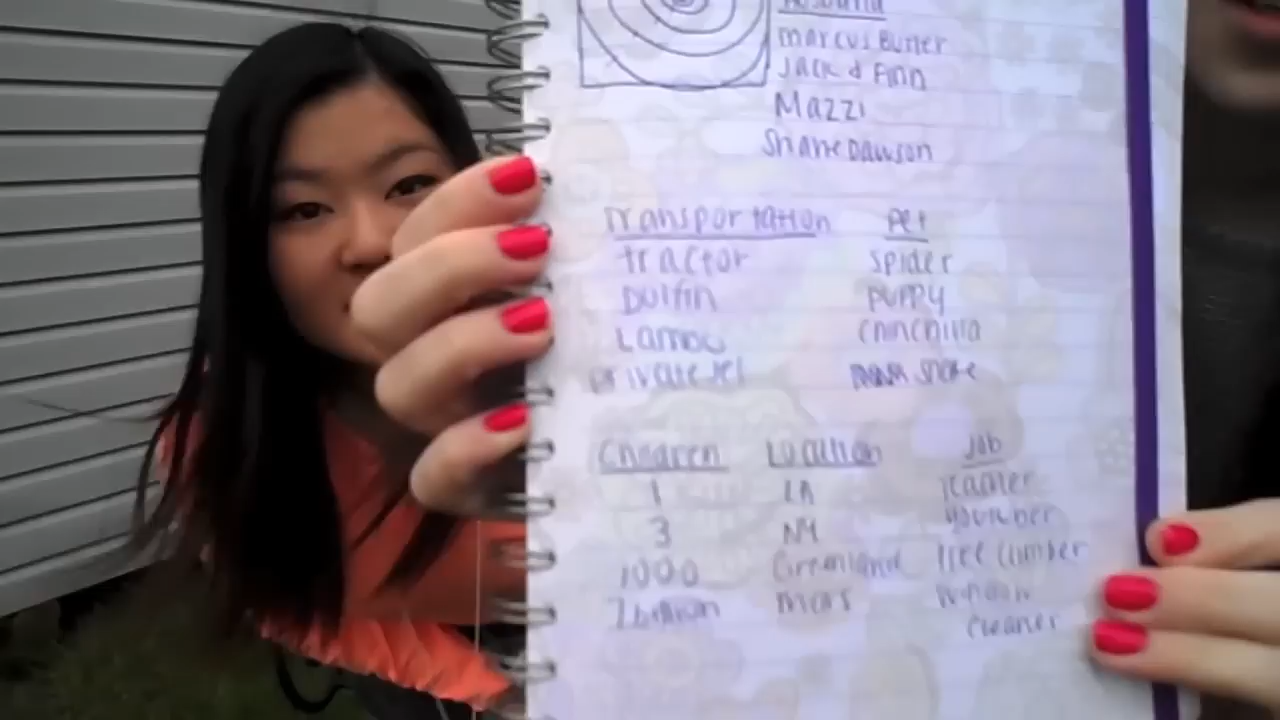 Husband
Marcus Butler
Jack & Finn
Mazzi
Shane Dawson
Transportation Pet
tractor spider
Dolfin puppy
Lambo chinchilla
private jet snake
Children Location Job
1 LA teacher
3 NY youtuber
1000 Greenland tree climber
7 billion mars window
cleaner